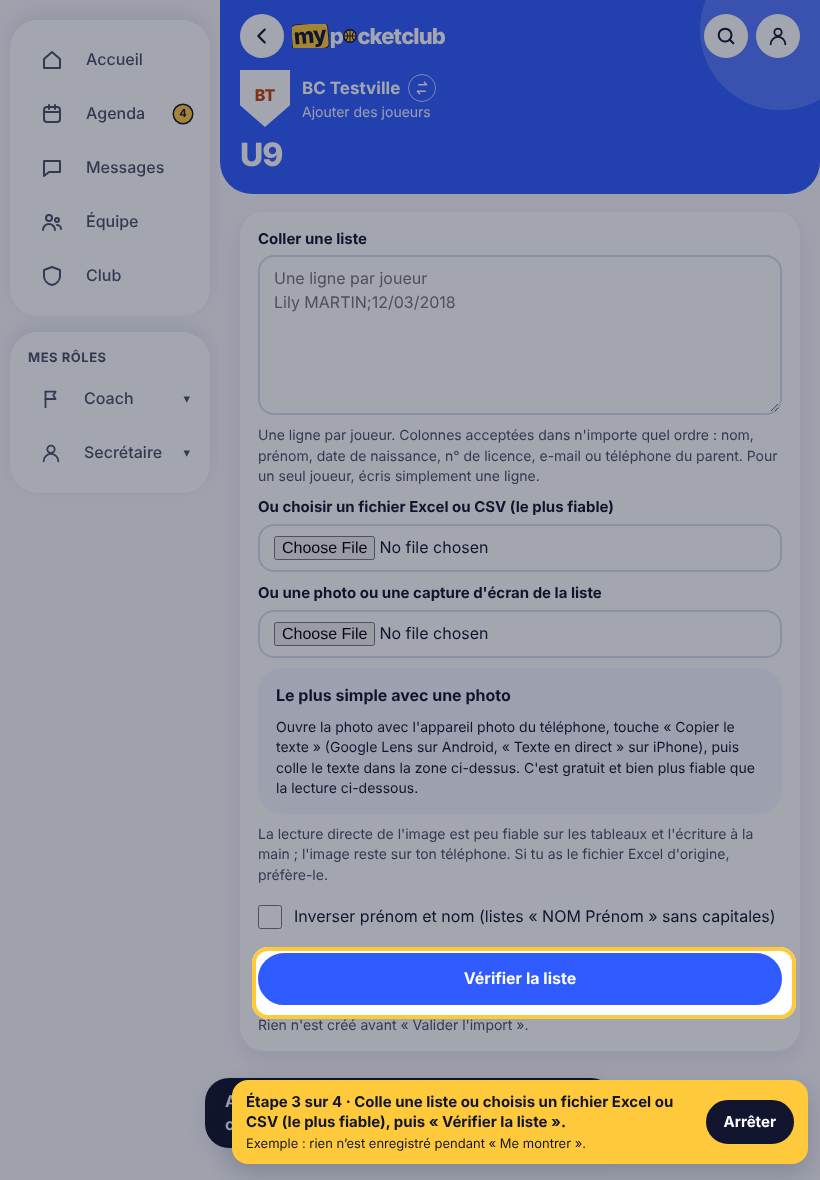 Accueil
Agenda
4
Messages
Équipe
Club
MES RÔLES
Coach
Secrétaire
mypocketclub
BT
BC Testville
Ajouter des joueurs
U9
Coller une liste
Une ligne par joueur
Lily MARTIN;12/03/2018
Une ligne par joueur. Colonnes acceptées dans n'importe quel ordre : nom,
prénom, date de naissance, n° de licence, e-mail ou téléphone du parent. Pour
un seul joueur, écris simplement une ligne.
Ou choisir un fichier Excel ou CSV (le plus fiable)
Choose File No file chosen
Ou une photo ou une capture d'écran de la liste
Choose File No file chosen
Le plus simple avec une photo
Ouvre la photo avec l'appareil photo du téléphone, touche « Copier le
texte » (Google Lens sur Android, « Texte en direct » sur iPhone), puis
colle le texte dans la zone ci-dessus. C'est gratuit et bien plus fiable que
la lecture ci-dessous.
La lecture directe de l'image est peu fiable sur les tableaux et l'écriture à la
main ; l'image reste sur ton téléphone. Si tu as le fichier Excel d'origine,
préfère-le.
Inverser prénom et nom (listes « NOM Prénom » sans capitales)
Vérifier la liste
Rien n'est créé avant « Valider l'import ».
Étape 3 sur 4 · Colle une liste ou choisis un fichier Excel ou
CSV (le plus fiable), puis « Vérifier la liste ».
Exemple : rien n’est enregistré pendant « Me montrer ».
Arrêter